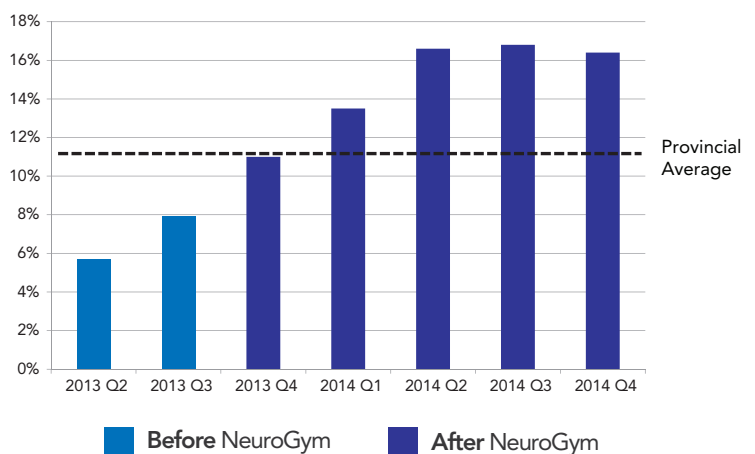 18%
16%
14%
12%
10%
8%
6%
4%
2%
0%
Provincial
Average
2013 Q2 2013 Q3 2013 Q4 2014 Q1 2014 Q2 2014 Q3 2014 Q4
Before NeuroGym After NeuroGym